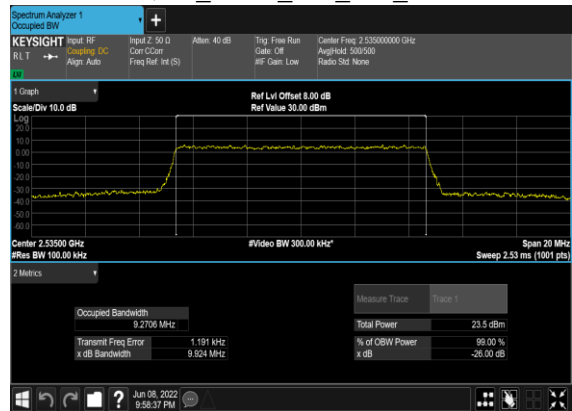 Spectrum Analyzer 1
Occupied BW
+
KEYSIGHT Input: RF Input Z: 50 Ω Atten: 40 dB Trig: Free Run Center Freq: 2.535000000 GHz
RLT Coupling: DC Corr CCorr Gate: Off Avg|Hold: 500/500
Align: Auto Freq Ref: Int (S) #IF Gain: Low Radio Std: None
LW
1 Graph
Ref Lvl Offset 8.00 dB
Scale/Div 10.0 dB Ref Value 30.00 dBm
Log
20.0
10.0
0.00
-10.0
-20.0
-30.0
-40.0
-50.0
-60.0
Center 2.53500 GHz #Video BW 300.00 kHz* Span 20 MHz
#Res BW 100.00 kHz Sweep 2.53 ms (1001 pts)
2 Metrics
Measure Trace Trace 1
Occupied Bandwidth
9.2706 MHz Total Power 23.5 dBm
Transmit Freq Error 1.191 kHz % of OBW Power 99.00 %
x dB Bandwidth 9.924 MHz x dB -26.00 dB
? Jun 08, 2022
9:58:37 PM